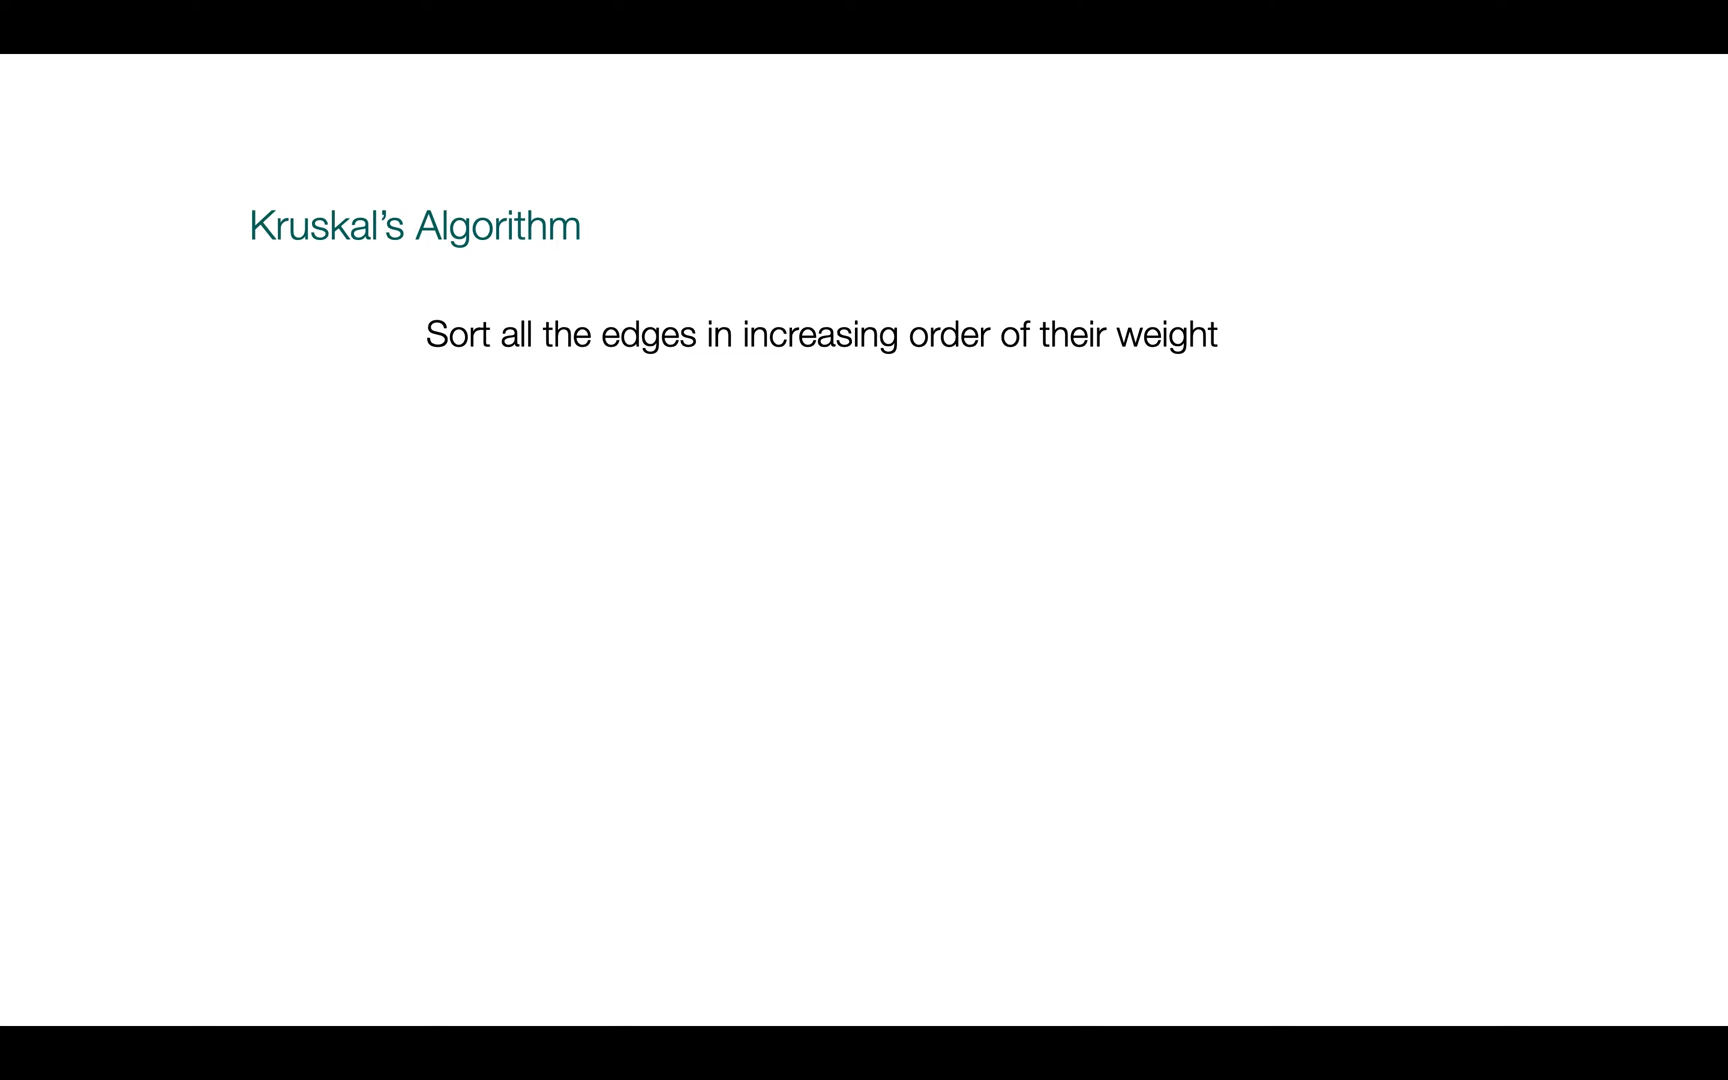 Kruskal’s Algorithm
Sort all the edges in increasing order of their weight